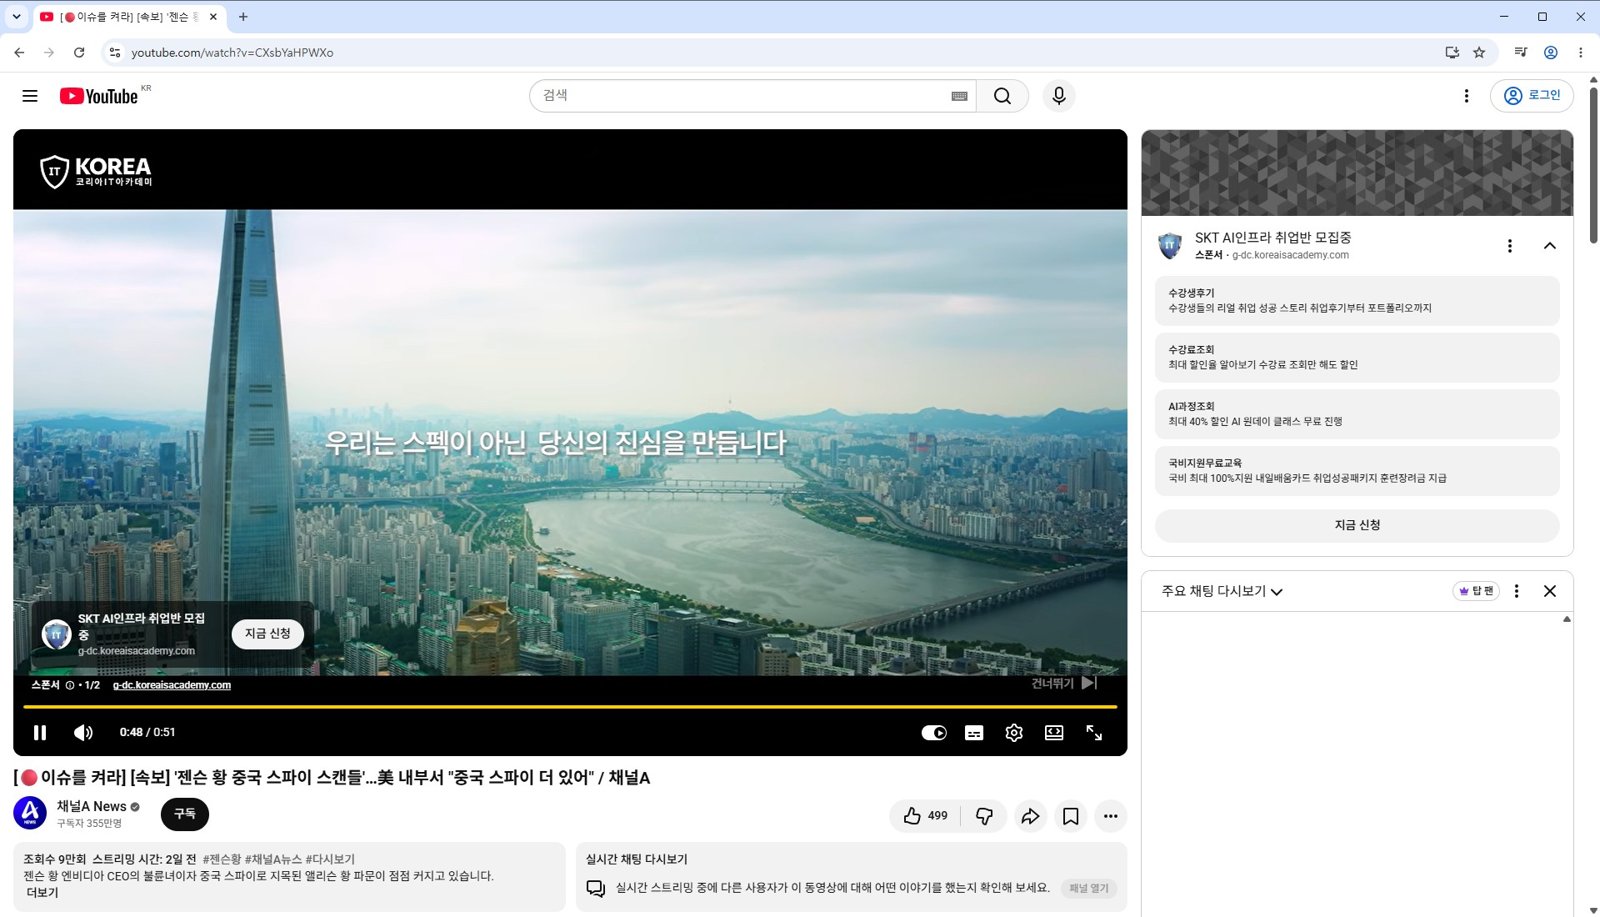 [🔴이슈를 켜라] [속보] '젠슨 황
youtube.com/watch?v=CXsbYaHPWXo
YouTube KR
검색
로그인
IT KOREA
코리아IT아카데미
우리는 스펙이 아닌 당신의 진심을 만듭니다
SKT AI인프라 취업반 모집
중
g-dc.koreaisacademy.com
지금 신청
스폰서 • 1/2 g-dc.koreaisacademy.com
건너뛰기
0:48 / 0:51
[🔴이슈를 켜라] [속보] '젠슨 황 중국 스파이 스캔들'...美 내부서 "중국 스파이 더 있어" / 채널A
채널A News
구독자 355만명
구독
499
조회수 9만회 스트리밍 시간: 2일 전 #젠슨황 #채널A뉴스 #다시보기
젠슨 황 엔비디아 CEO의 불륜녀이자 중국 스파이로 지목된 앨리슨 황 파문이 점점 커지고 있습니다.
더보기
실시간 채팅 다시보기
실시간 스트리밍 중에 다른 사용자가 이 동영상에 대해 어떤 이야기를 했는지 확인해 보세요.
패널 열기
SKT AI인프라 취업반 모집중
스폰서 · g-dc.koreaisacademy.com
수강생후기
수강생들의 리얼 취업 성공 스토리 취업후기부터 포트폴리오까지
수강료조회
최대 할인율 알아보기 수강료 조회만 해도 할인
AI과정조회
최대 40% 할인 AI 원데이 클래스 무료 진행
국비지원무료교육
국비 최대 100%지원 내일배움카드 취업성공패키지 훈련장려금 지급
지금 신청
주요 채팅 다시보기
탑 팬